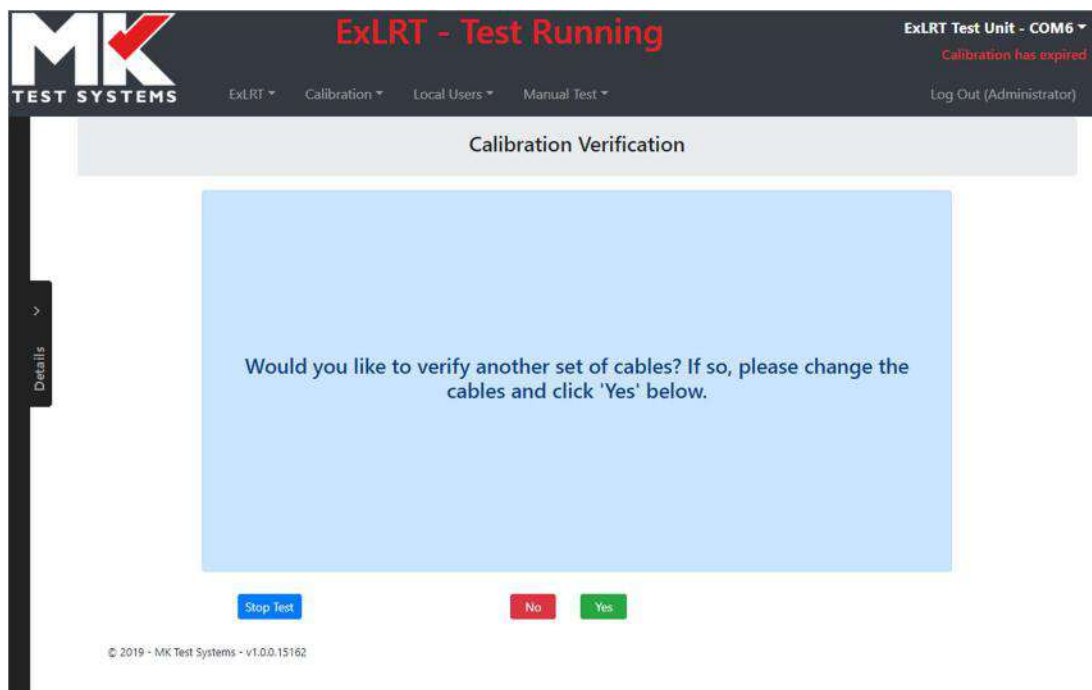 MK
TEST SYSTEMS
ExLRT - Test Running
ExLRT Test Unit - COM6
Calibration has expired
ExLRT
Calibration
Local Users
Manual Test
Log Out (Administrator)
Calibration Verification
Details
Would you like to verify another set of cables? If so, please change the
cables and click 'Yes' below.
Stop Test
No
Yes
© 2019 - MK Test Systems - v1.0.0.15162